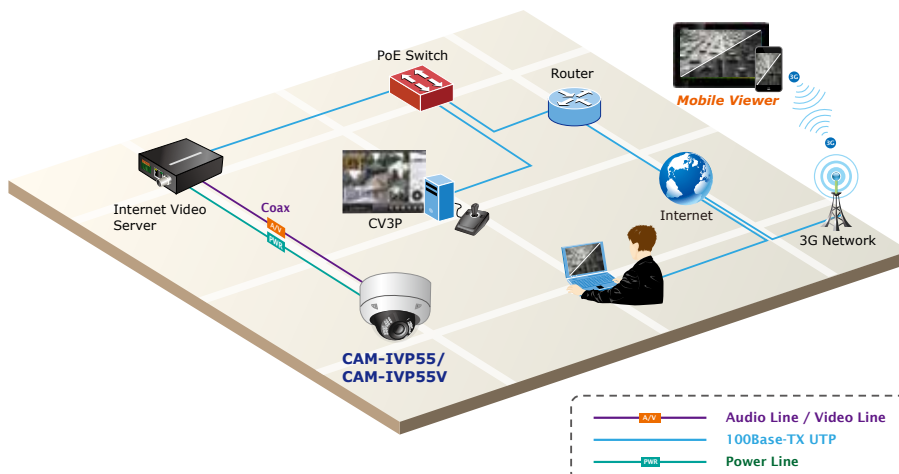 PoE Switch
Router
3G
Mobile Viewer
3G
Internet Video
Server
Coax
A/V
PWR
CV3P
Internet
3G Network
CAM-IVP55/
CAM-IVP55V
A/V Audio Line / Video Line
100Base-TX UTP
PWR Power Line